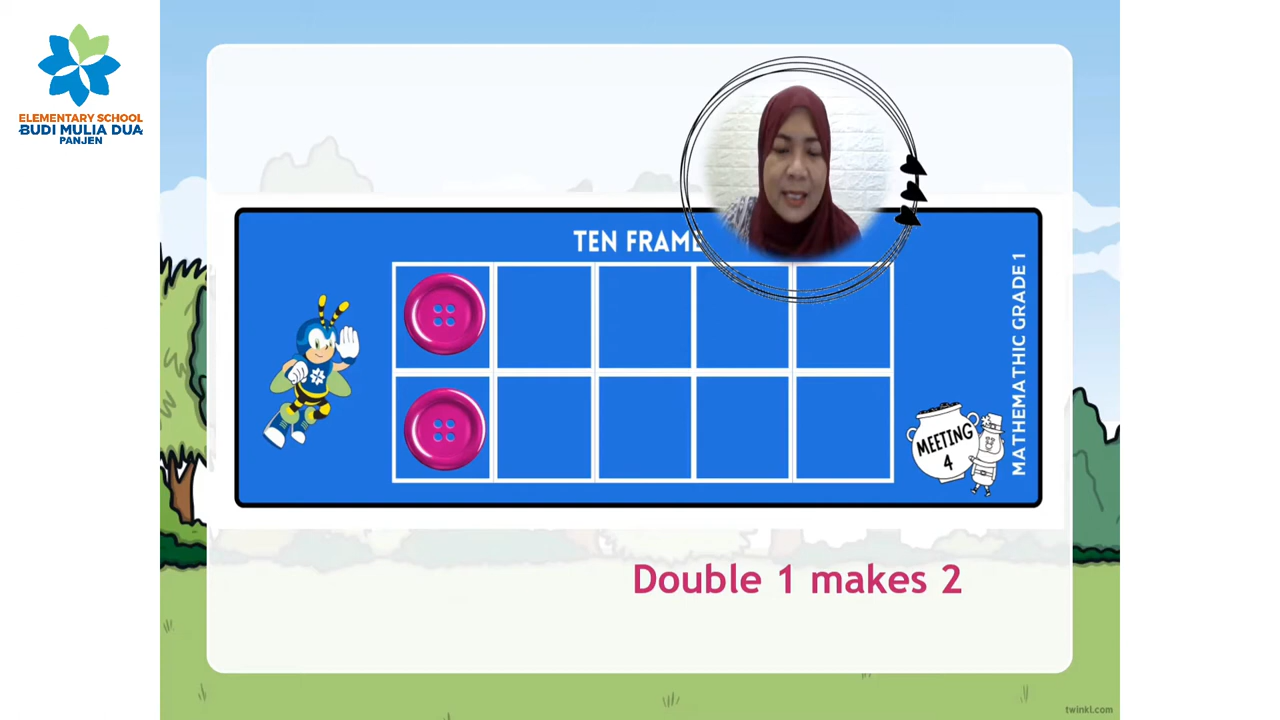 ELEMENTARY SCHOOL
BUDI MULIA DUA
PANJEN
TEN FRAME
MATHEMATHIC GRADE 1
MEETING
4
Double 1 makes 2
twinkl.com